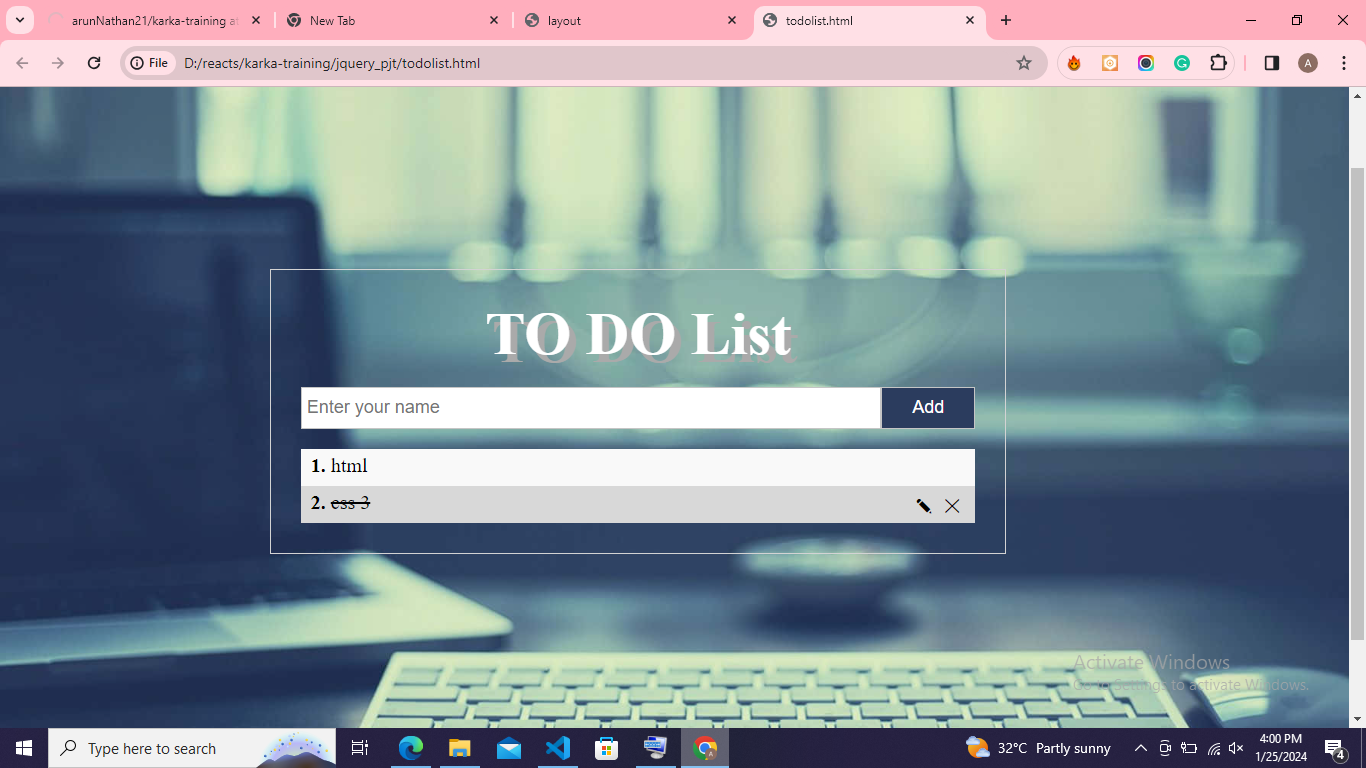 arunNathan21/karka-training at
New Tab
layout
todolist.html
File
D:/reacts/karka-training/jquery_pjt/todolist.html
A
TO DO List
Enter your name
Add
1. html
2. css 3
Activate Windows
Go to Settings to activate Windows.
Type here to search
32°C Partly sunny
4:00 PM
1/25/2024
4